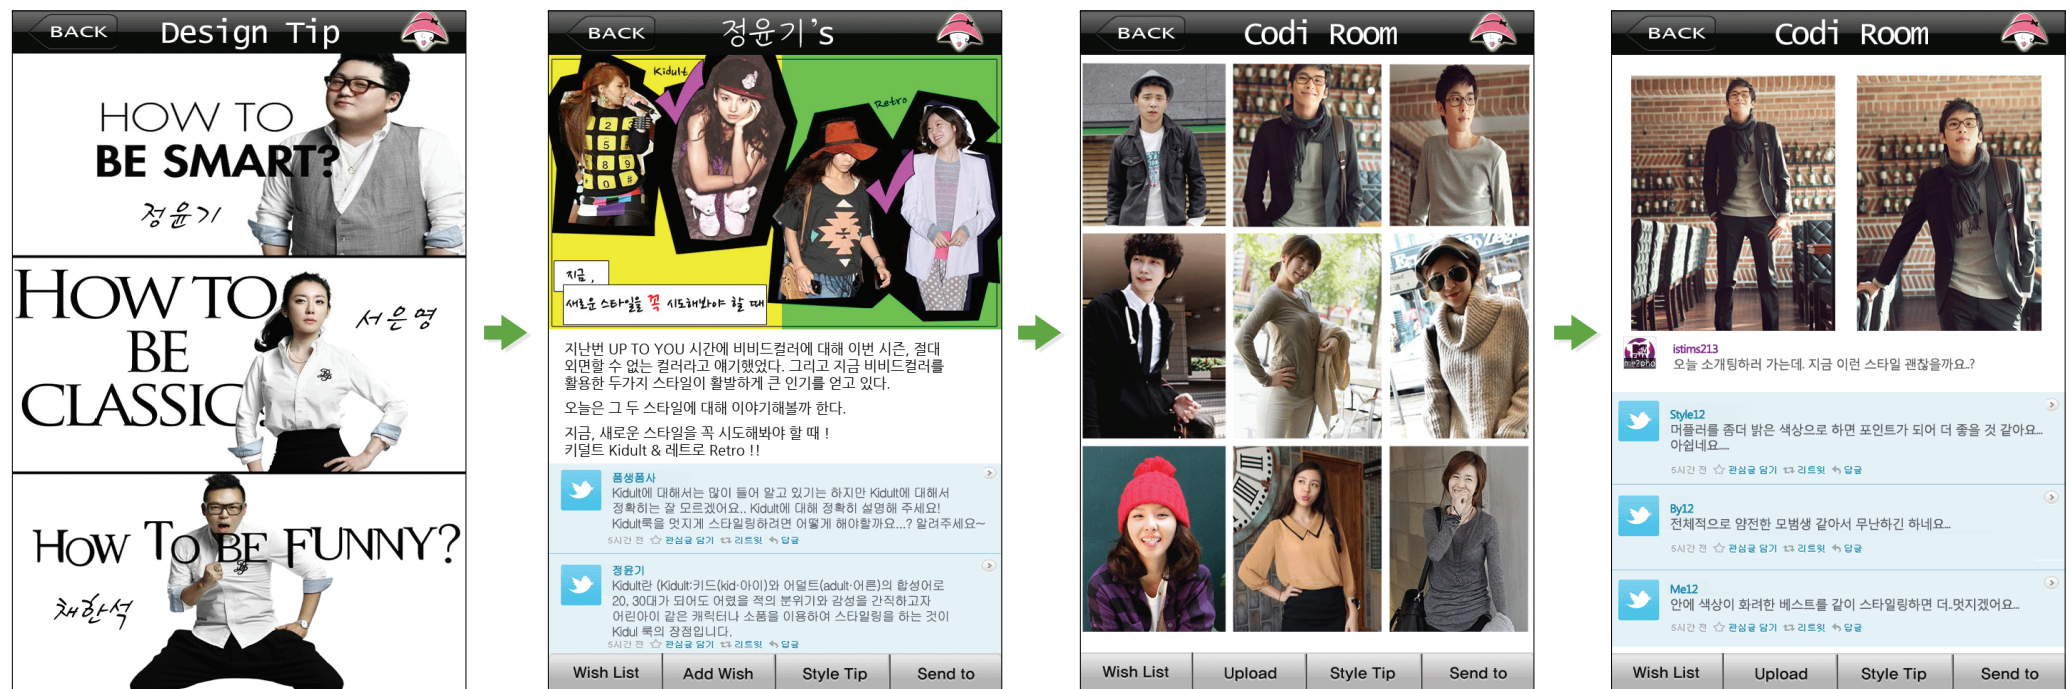 BACK
Design Tip
HOW TO
BE SMART?
정윤기
HOW TO
BE
CLASSIC?
서은영
HOW TO BE FUNNY?
채한석
BACK
정윤기's
Kidult
Retro
지금,
새로운 스타일을 꼭 시도해봐야 할 때
지난번 UP TO YOU 시간에 비비드컬러에 대해 이번 시즌, 절대
외면할 수 없는 컬러라고 얘기했었다. 그리고 지금 비비드컬러를
활용한 두가지 스타일이 활발하게 큰 인기를 얻고 있다.
오늘은 그 두 스타일에 대해 이야기해볼까 한다.
지금, 새로운 스타일을 꼭 시도해봐야 할 때 !
키덜트 Kidult & 레트로 Retro !!
폼생폼사
Kidult에 대해서는 많이 들어 알고 있기는 하지만 Kidult에 대해서
정확히는 잘 모르겠어요.. Kidult에 대해 정확히 설명해 주세요!
Kidult룩을 멋지게 스타일링하려면 어떻게 해야할까요...? 알려주세요~
5시간 전 관심글 담기 리트윗 답글
정윤기
Kidult란 (Kidult:키드(kid·아이)와 어덜트(adult·어른)의 합성어로
20, 30대가 되어도 어렸을 적의 분위기와 감성을 간직하고자
어린아이 같은 캐릭터나 소품을 이용하여 스타일링을 하는 것이
Kidul 룩의 장점입니다.
5시간 전 관심글 담기 리트윗 답글
Wish List
Add Wish
Style Tip
Send to
BACK
Codi Room
Wish List
Upload
Style Tip
Send to
BACK
Codi Room
me2pho
istims213
오늘 소개팅하러 가는데. 지금 이런 스타일 괜찮을까요..?
Style12
머플러를 좀더 밝은 색상으로 하면 포인트가 되어 더 좋을 것 같아요...
아쉽네요....
5시간 전 관심글 담기 리트윗 답글
By12
전체적으로 얌전한 모범생 같아서 무난하긴 하네요...
5시간 전 관심글 담기 리트윗 답글
Me12
안에 색상이 화려한 베스트를 같이 스타일링하면 더..멋지겠어요...
5시간 전 관심글 담기 리트윗 답글
Wish List
Upload
Style Tip
Send to